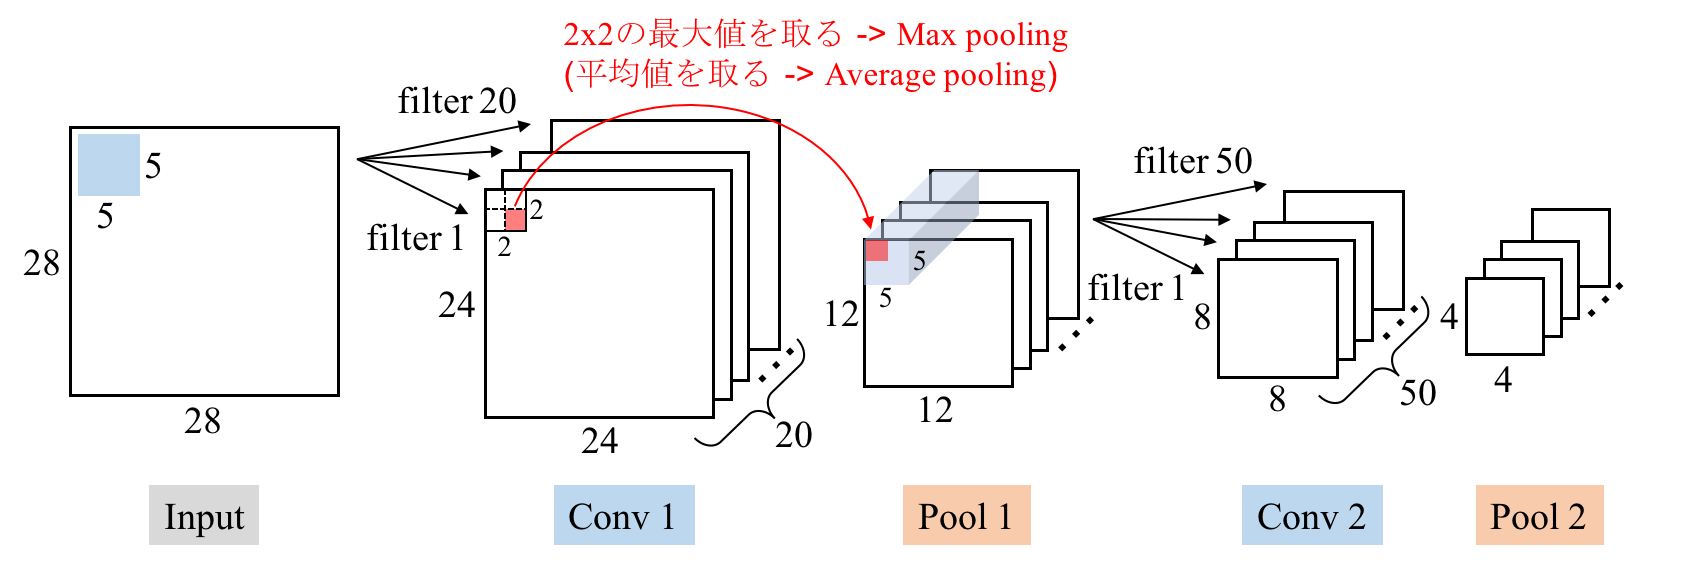 2x2の最大値を取る -> Max pooling
(平均値を取る -> Average pooling)
filter 20
filter 1
5
5
28
28
2
2
24
24
20
5
5
12
12
filter 50
filter 1
8
8
50
4
4
Input
Conv 1
Pool 1
Conv 2
Pool 2